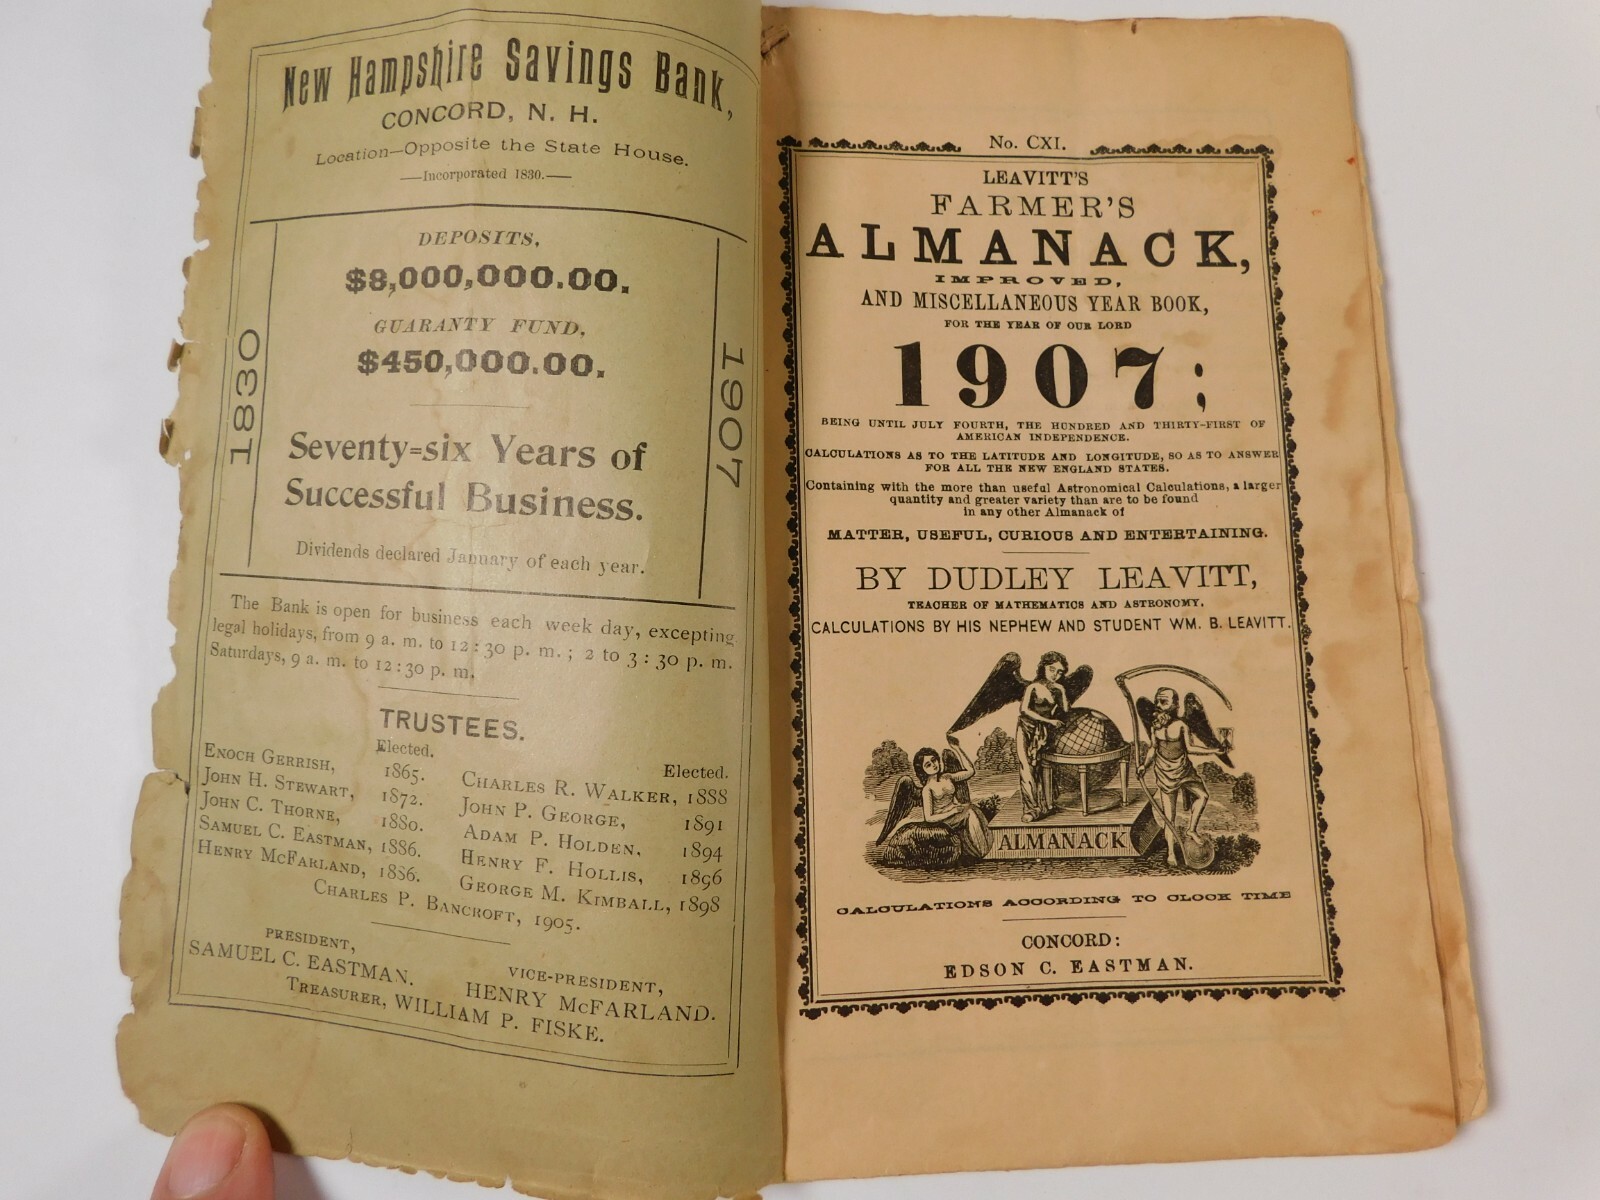 New Hampshire Savings Bank,
CONCORD, N. H.
Location—Opposite the State House.
—Incorporated 1830.—
1830
DEPOSITS,
$8,000,000.00.
GUARANTY FUND,
$450,000.00.
Seventy=six Years of
Successful Business.
Dividends declared January of each year.
1907
The Bank is open for business each week day, excepting
legal holidays, from 9 a. m. to 12:30 p. m.; 2 to 3:30 p. m.
Saturdays, 9 a. m. to 12:30 p. m.
TRUSTEES.
Elected.
ENOCH GERRISH, 1865.
JOHN H. STEWART, 1872.
JOHN C. THORNE, 1880.
SAMUEL C. EASTMAN, 1886.
HENRY MCFARLAND, 1886.
Elected.
CHARLES R. WALKER, 1888
JOHN P. GEORGE, 1891
ADAM P. HOLDEN, 1894
HENRY F. HOLLIS, 1896
GEORGE M. KIMBALL, 1898
CHARLES P. BANCROFT, 1905.
PRESIDENT,
SAMUEL C. EASTMAN.
VICE-PRESIDENT,
HENRY McFARLAND.
TREASURER, WILLIAM P. FISKE.
No. CXI.
LEAVITT'S
FARMER'S
ALMANACK,
IMPROVED,
AND MISCELLANEOUS YEAR BOOK,
FOR THE YEAR OF OUR LORD
1907;
BEING UNTIL JULY FOURTH, THE HUNDRED AND THIRTY-FIRST OF
AMERICAN INDEPENDENCE.
CALCULATIONS AS TO THE LATITUDE AND LONGITUDE, SO AS TO ANSWER
FOR ALL THE NEW ENGLAND STATES.
Containing with the more than useful Astronomical Calculations, a larger
quantity and greater variety than are to be found
in any other Almanack of
MATTER, USEFUL, CURIOUS AND ENTERTAINING.
BY DUDLEY LEAVITT,
TEACHER OF MATHEMATICS AND ASTRONOMY.
CALCULATIONS BY HIS NEPHEW AND STUDENT WM. B. LEAVITT.
ALMANACK
CALCULATIONS ACCORDING TO CLOCK TIME
CONCORD:
EDSON C. EASTMAN.